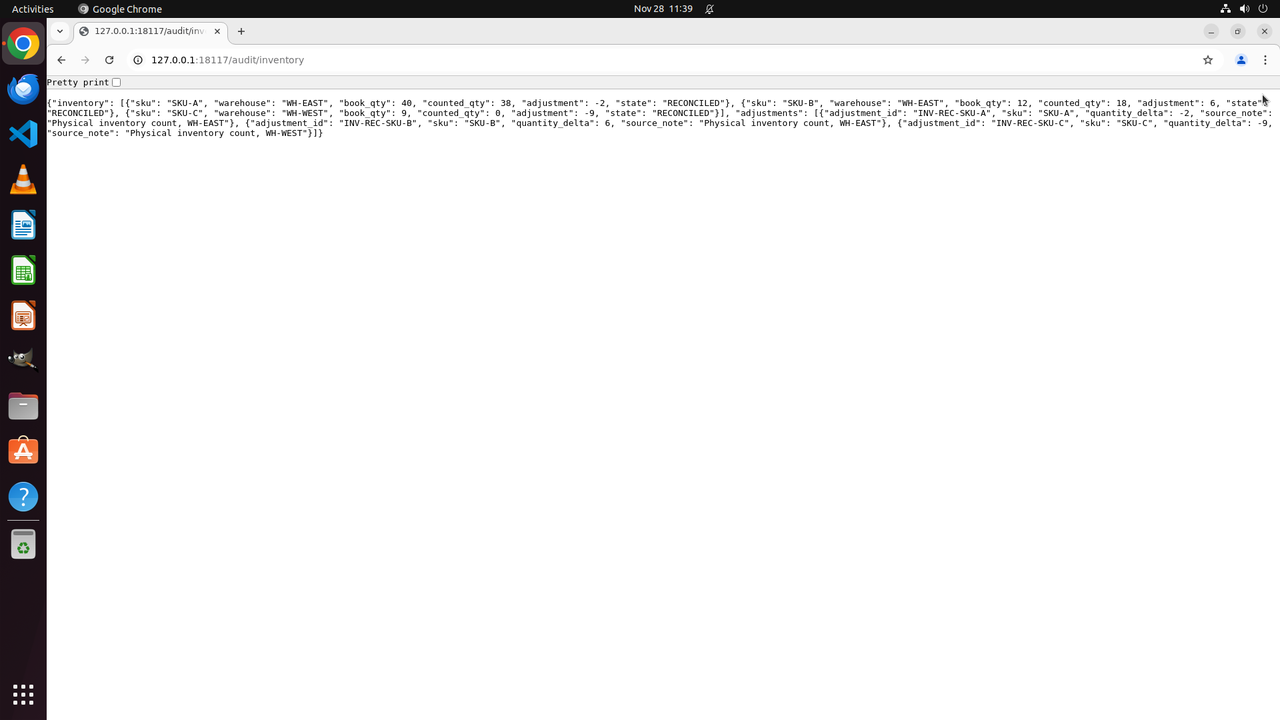 Activities
Google Chrome
Nov 28 11:39
127.0.0.1:18117/audit/inv
127.0.0.1:18117/audit/inventory
Pretty print
{"inventory": [{"sku": "SKU-A", "warehouse": "WH-EAST", "book_qty": 40, "counted_qty": 38, "adjustment": -2, "state": "RECONCILED"}, {"sku": "SKU-B", "warehouse": "WH-EAST", "book_qty": 12, "counted_qty": 18, "adjustment": 6, "state":
"RECONCILED"}, {"sku": "SKU-C", "warehouse": "WH-WEST", "book_qty": 9, "counted_qty": 0, "adjustment": -9, "state": "RECONCILED"}], "adjustments": [{"adjustment_id": "INV-REC-SKU-A", "sku": "SKU-A", "quantity_delta": -2, "source_note":
"Physical inventory count, WH-EAST"}, {"adjustment_id": "INV-REC-SKU-B", "sku": "SKU-B", "quantity_delta": 6, "source_note": "Physical inventory count, WH-EAST"}, {"adjustment_id": "INV-REC-SKU-C", "sku": "SKU-C", "quantity_delta": -9,
"source_note": "Physical inventory count, WH-WEST"}]}